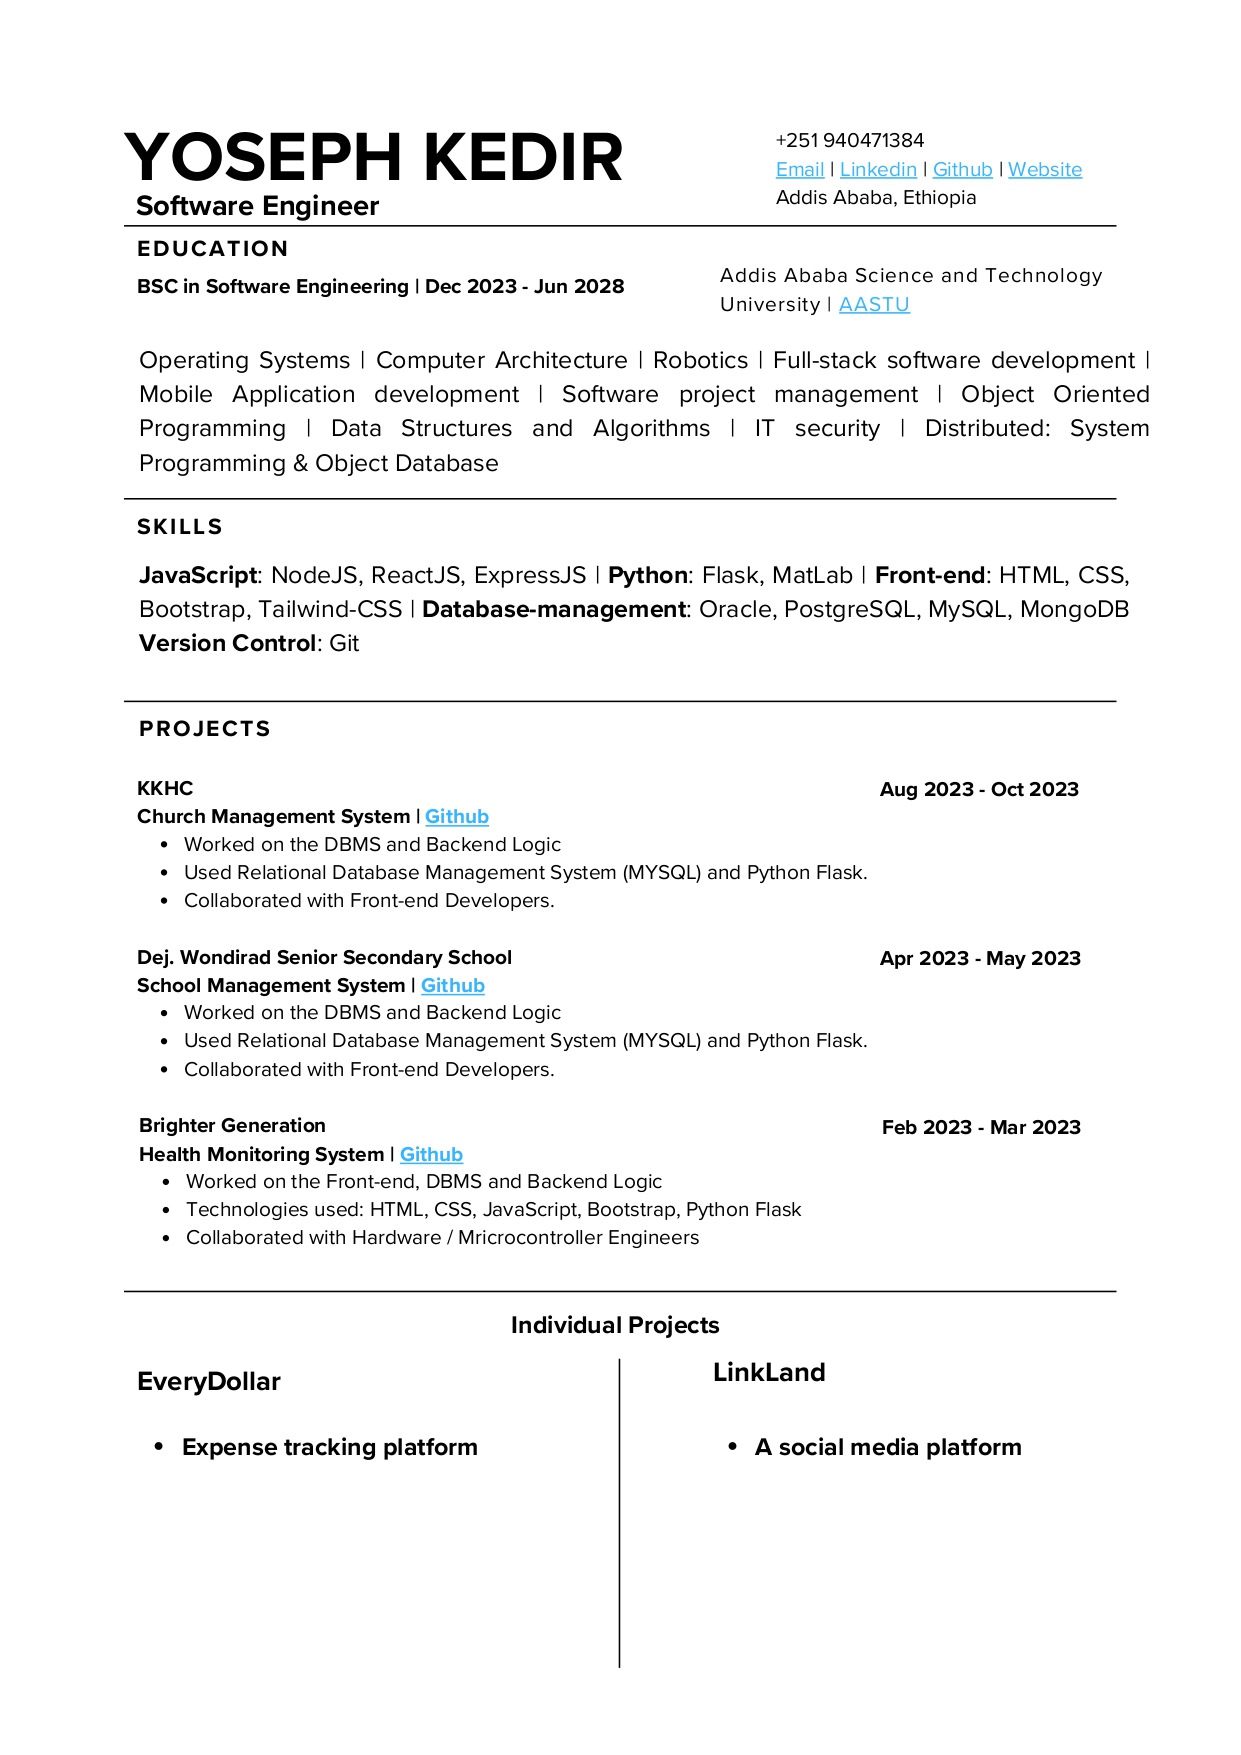 YOSEPH KEDIR
Software Engineer
+251 940471384
Email | Linkedin | Github | Website
Addis Ababa, Ethiopia
EDUCATION
BSC in Software Engineering | Dec 2023 - Jun 2028
Addis Ababa Science and Technology
University | AASTU
Operating Systems | Computer Architecture | Robotics | Full-stack software development |
Mobile Application development | Software project management | Object Oriented
Programming | Data Structures and Algorithms | IT security | Distributed: System
Programming & Object Database
SKILLS
JavaScript: NodeJS, ReactJS, ExpressJS | Python: Flask, MatLab | Front-end: HTML, CSS,
Bootstrap, Tailwind-CSS | Database-management: Oracle, PostgreSQL, MySQL, MongoDB
Version Control: Git
PROJECTS
KKHC Aug 2023 - Oct 2023
Church Management System | Github
• Worked on the DBMS and Backend Logic
• Used Relational Database Management System (MYSQL) and Python Flask.
• Collaborated with Front-end Developers.
Dej. Wondirad Senior Secondary School Apr 2023 - May 2023
School Management System | Github
• Worked on the DBMS and Backend Logic
• Used Relational Database Management System (MYSQL) and Python Flask.
• Collaborated with Front-end Developers.
Brighter Generation Feb 2023 - Mar 2023
Health Monitoring System | Github
• Worked on the Front-end, DBMS and Backend Logic
• Technologies used: HTML, CSS, JavaScript, Bootstrap, Python Flask
• Collaborated with Hardware / Mricrocontroller Engineers
Individual Projects
EveryDollar
• Expense tracking platform
LinkLand
• A social media platform